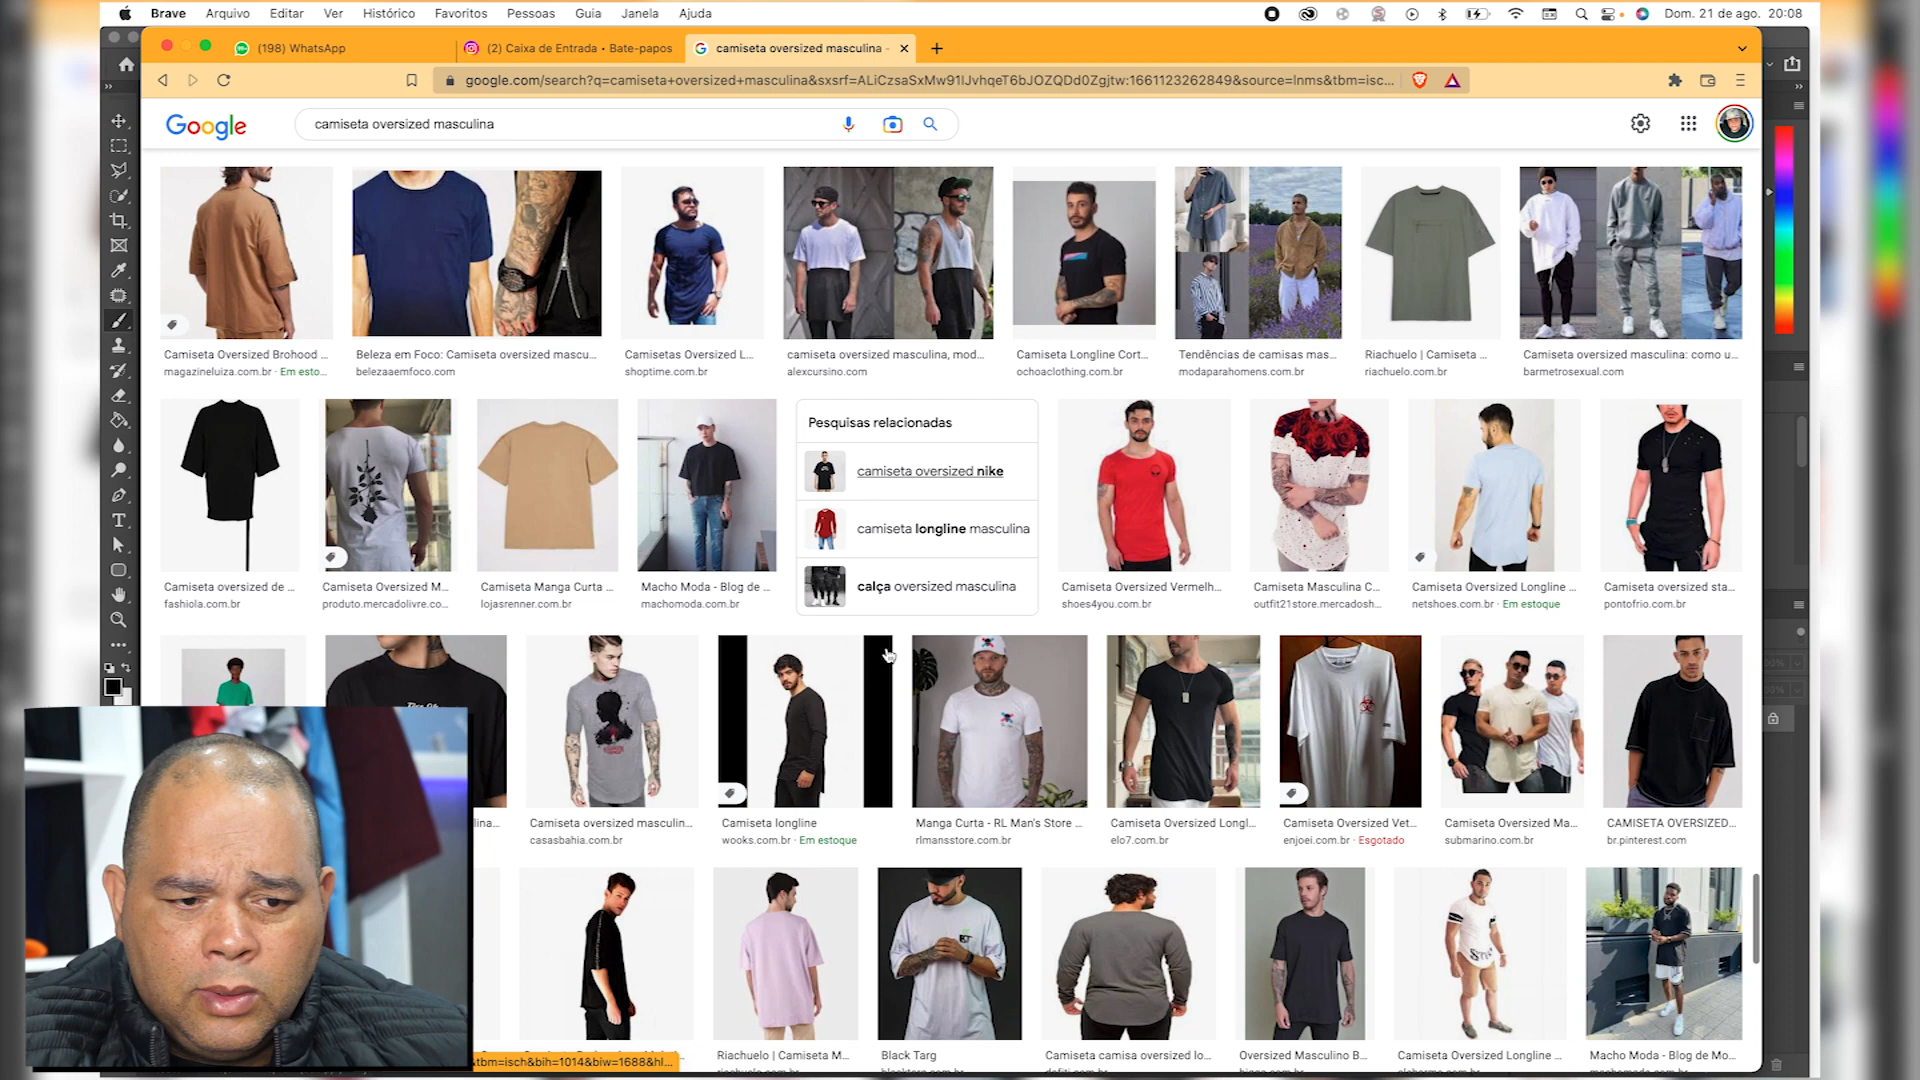 Brave Arquivo Editar Ver Histórico Favoritos Pessoas Guia Janela Ajuda
Dom. 21 de ago. 20:08
(198) WhatsApp
(2) Caixa de Entrada • Bate-papos
camiseta oversized masculina -
google.com/search?q=camiseta+oversized+masculina&sxsrf=ALiCzsaSxMw91IJvhqeT6bJOZQDd0Zgjtw:1661123262849&source=lnms&tbm=isc...
Google
camiseta oversized masculina
Camiseta Oversized Brohood ...
magazineluiza.com.br · Em esto...
Beleza em Foco: Camiseta oversized mascu...
belezaemfoco.com
Camisetas Oversized L...
shoptime.com.br
camiseta oversized masculina, mod...
alexcursino.com
Camiseta Longline Cort...
ochoaclothing.com.br
Tendências de camisas mas...
modaparahomens.com.br
Riachuelo | Camiseta ...
riachuelo.com.br
Camiseta oversized masculina: como u...
barmetrosexual.com
Camiseta oversized de ...
fashiola.com.br
Camiseta Oversized M...
produto.mercadolivre.co...
Camiseta Manga Curta ...
lojasrenner.com.br
Macho Moda - Blog de ...
machomoda.com.br
Pesquisas relacionadas
camiseta oversized nike
camiseta longline masculina
calça oversized masculina
Camiseta Oversized Vermelh...
shoes4you.com.br
Camiseta Masculina C...
outfit21store.mercadosh...
Camiseta Oversized Longline ...
netshoes.com.br · Em estoque
Camiseta oversized sta...
pontofrio.com.br
lina...
Camiseta oversized masculin...
casasbahia.com.br
Camiseta longline
wooks.com.br · Em estoque
Manga Curta - RL Man's Store ...
rlmansstore.com.br
Camiseta Oversized Longl...
elo7.com.br
Camiseta Oversized Vet...
enjoei.com.br · Esgotado
Camiseta Oversized Ma...
submarino.com.br
CAMISETA OVERSIZED...
br.pinterest.com
Riachuelo | Camiseta M...
Black Targ
Camiseta camisa oversized lo...
Oversized Masculino B...
Camiseta Oversized Longline ...
Macho Moda - Blog de Mo...
tbm=isch&bih=1014&biw=1688&hl...